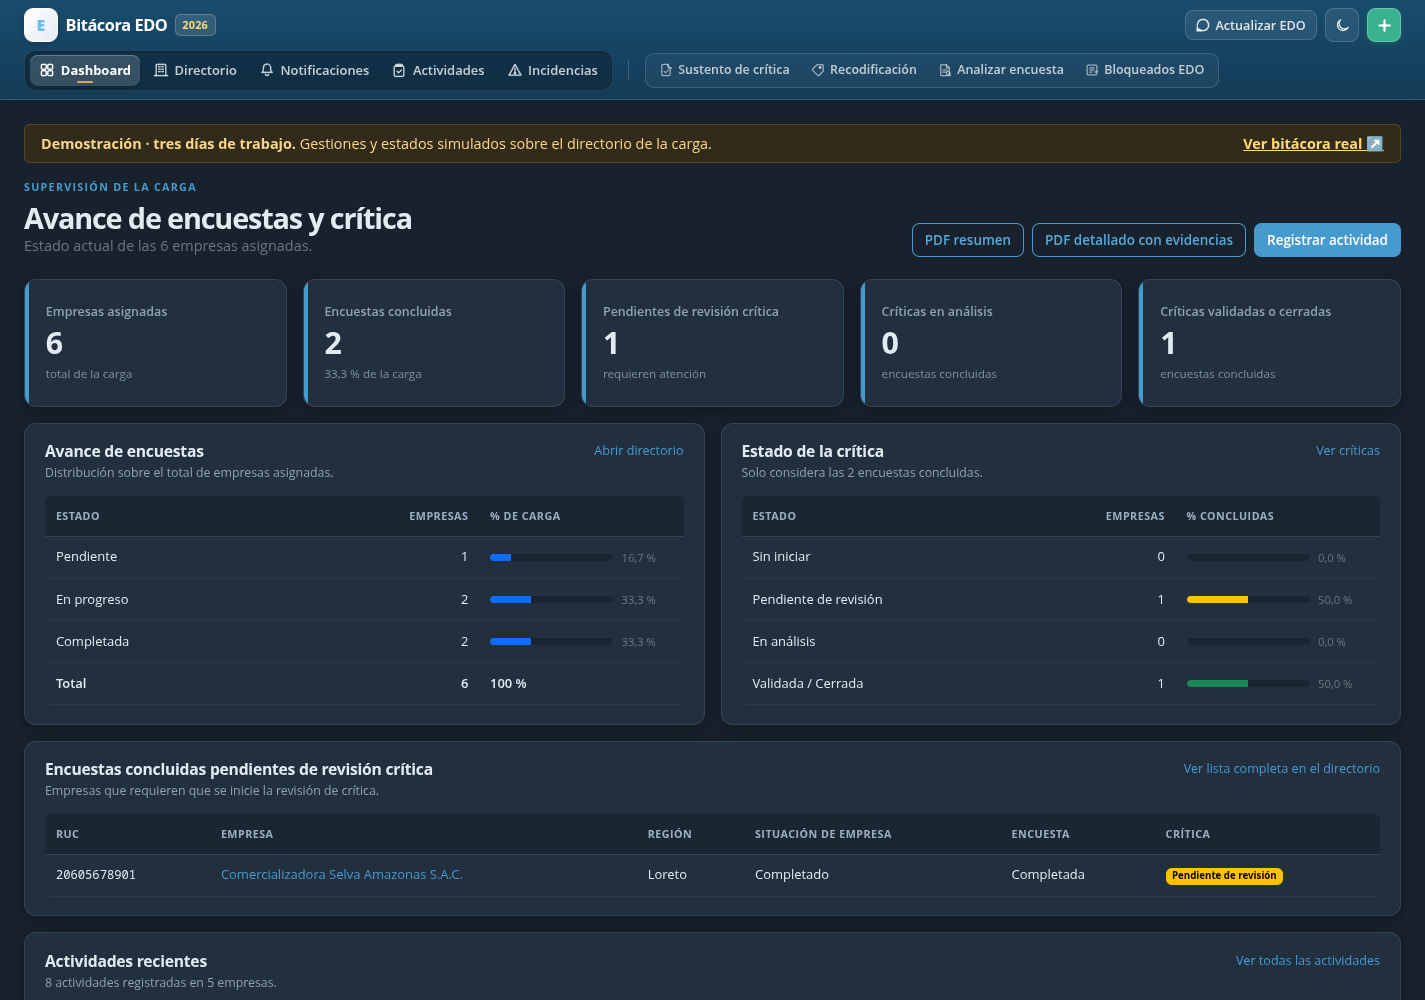 E Bitácora EDO 2026
Actualizar EDO
Dashboard Directorio Notificaciones Actividades Incidencias Sustento de crítica Recodificación Analizar encuesta Bloqueados EDO
Demostración · tres días de trabajo. Gestiones y estados simulados sobre el directorio de la carga. Ver bitácora real ↗
SUPERVISIÓN DE LA CARGA
Avance de encuestas y crítica
Estado actual de las 6 empresas asignadas.
PDF resumen PDF detallado con evidencias Registrar actividad
Empresas asignadas
6
total de la carga
Encuestas concluidas
2
33,3 % de la carga
Pendientes de revisión crítica
1
requieren atención
Críticas en análisis
0
encuestas concluidas
Críticas validadas o cerradas
1
encuestas concluidas
Avance de encuestas Abrir directorio
Distribución sobre el total de empresas asignadas.
ESTADO EMPRESAS % DE CARGA
Pendiente 1 16,7 %
En progreso 2 33,3 %
Completada 2 33,3 %
Total 6 100 %
Estado de la crítica Ver críticas
Solo considera las 2 encuestas concluidas.
ESTADO EMPRESAS % CONCLUIDAS
Sin iniciar 0 0,0 %
Pendiente de revisión 1 50,0 %
En análisis 0 0,0 %
Validada / Cerrada 1 50,0 %
Encuestas concluidas pendientes de revisión crítica Ver lista completa en el directorio
Empresas que requieren que se inicie la revisión de crítica.
RUC EMPRESA REGIÓN SITUACIÓN DE EMPRESA ENCUESTA CRÍTICA
20605678901 Comercializadora Selva Amazonas S.A.C. Loreto Completado Completada Pendiente de revisión
Actividades recientes Ver todas las actividades
8 actividades registradas en 5 empresas.